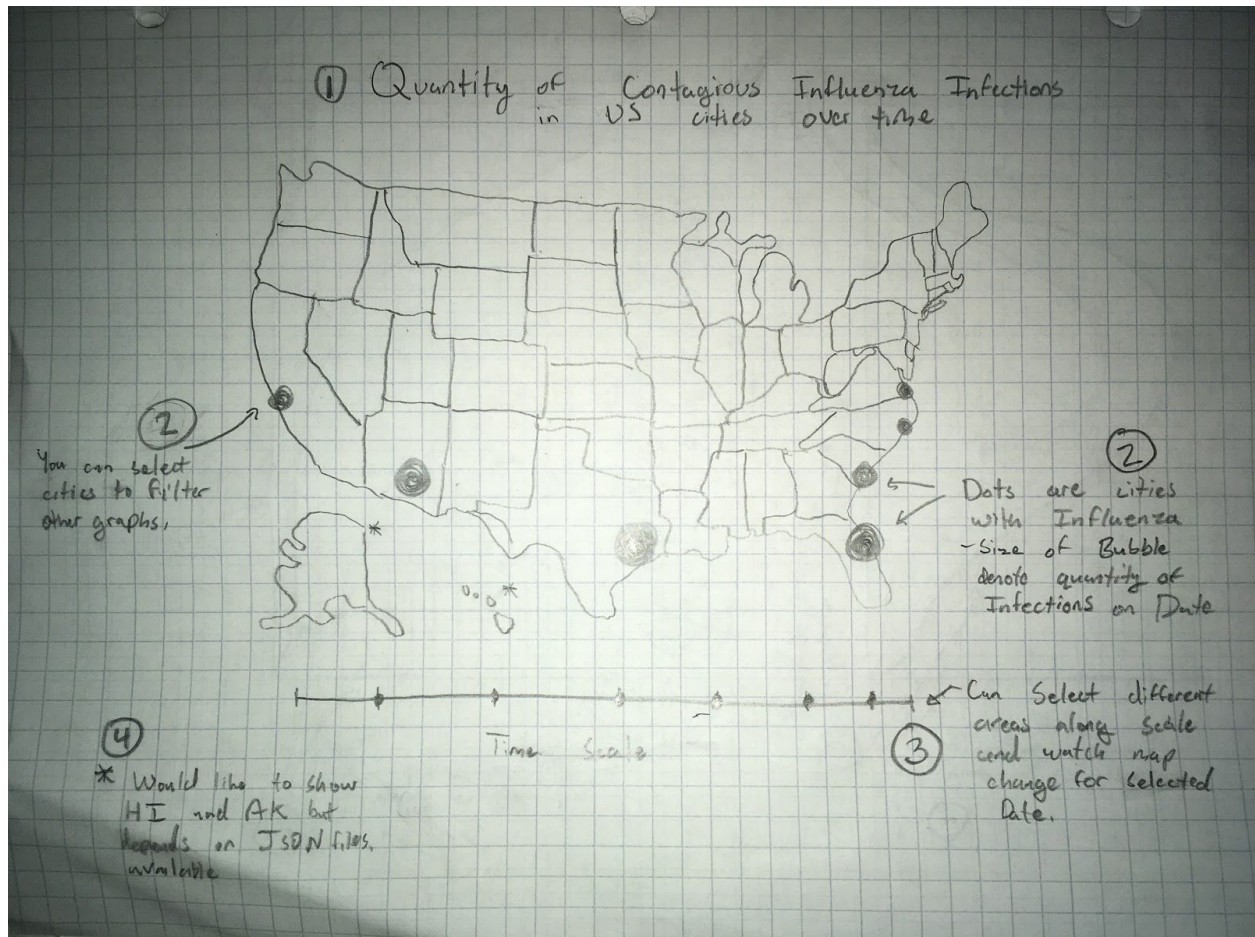 ① Quantity of Contagious Influenza Infections
in US cities over time
②
You can select
cities to filter
other graphs,
*
*
②
Dots are cities
with Influenza
- Size of Bubble
denote quantity of
Infections on Date
Time Scale
③
Can Select different
areas along scale
and watch map
change for selected
Date.
④
* Would like to show
HI and AK but
depends on JSON files.
available